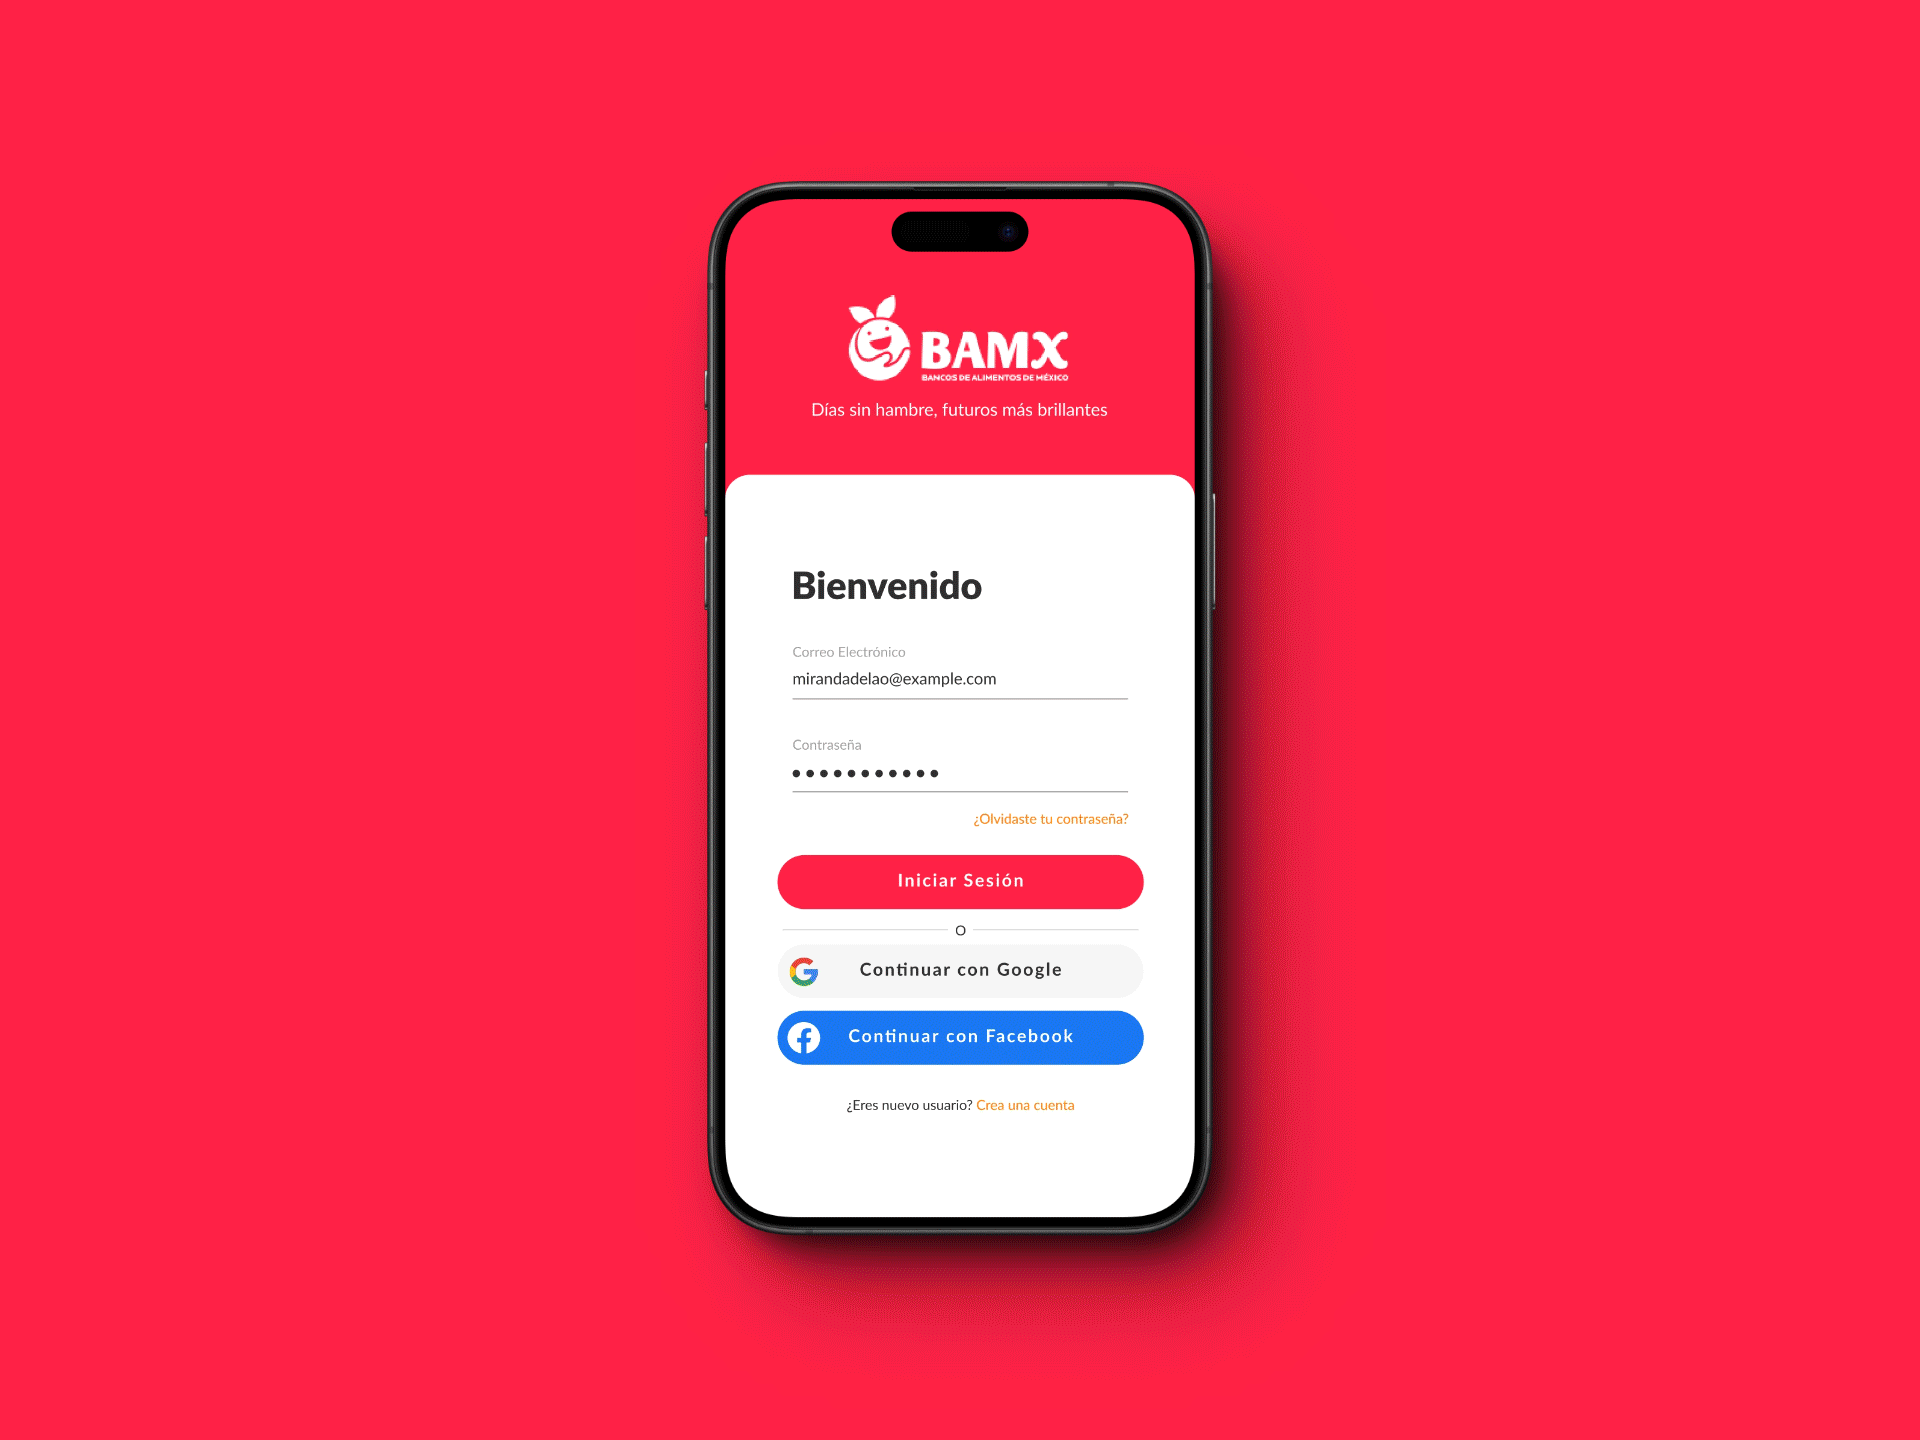 BAMX
BANCOS DE ALIMENTOS DE MÉXICO
Días sin hambre, futuros más brillantes
Bienvenido
Correo Electrónico
mirandadelao@example.com
Contraseña
¿Olvidaste tu contraseña?
Iniciar Sesión
O
Continuar con Google
Continuar con Facebook
¿Eres nuevo usuario? Crea una cuenta